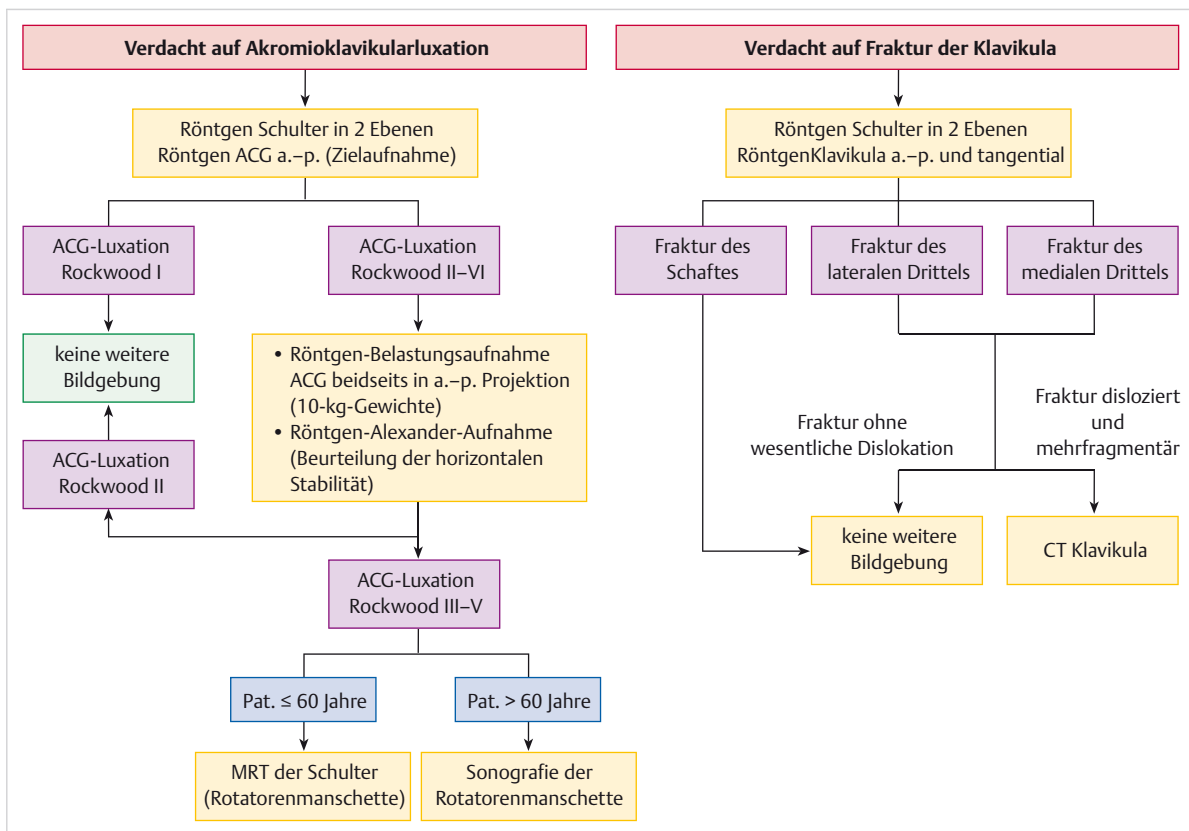 Verdacht auf Akromioklavikularluxation
Röntgen Schulter in 2 Ebenen
Röntgen ACG a.–p. (Zielaufnahme)
ACG-Luxation
Rockwood I
ACG-Luxation
Rockwood II–VI
keine weitere
Bildgebung
• Röntgen-Belastungsaufnahme
ACG beidseits in a.–p. Projektion
(10-kg-Gewichte)
• Röntgen-Alexander-Aufnahme
(Beurteilung der horizontalen
Stabilität)
ACG-Luxation
Rockwood II
ACG-Luxation
Rockwood III–V
Pat. ≤ 60 Jahre
Pat. > 60 Jahre
MRT der Schulter
(Rotatorenmanschette)
Sonografie der
Rotatorenmanschette
Verdacht auf Fraktur der Klavikula
Röntgen Schulter in 2 Ebenen
RöntgenKlavikula a.–p. und tangential
Fraktur des
Schaftes
Fraktur des
lateralen Drittels
Fraktur des
medialen Drittels
Fraktur ohne
wesentliche Dislokation
Fraktur disloziert
und
mehrfragmentär
keine weitere
Bildgebung
CT Klavikula